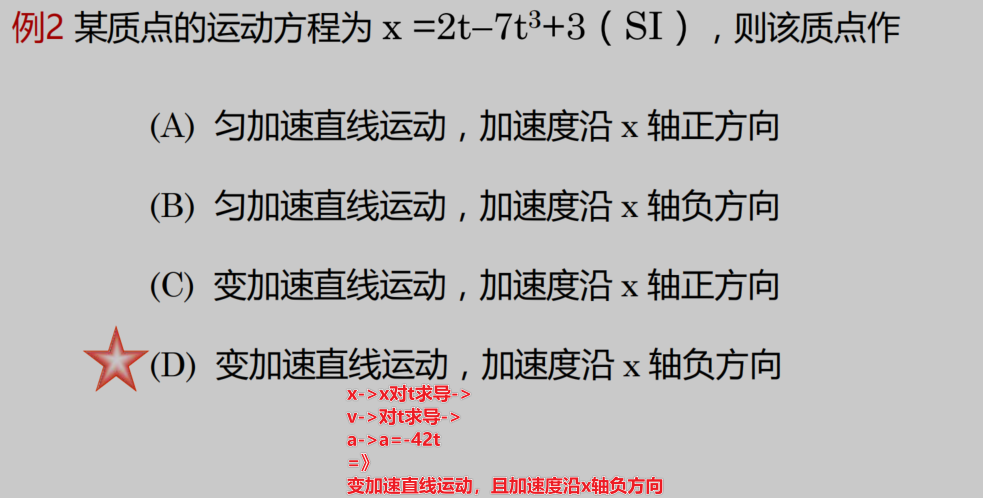 例2 某质点的运动方程为 x =2t–7t³+3（SI），则该质点作
(A) 匀加速直线运动，加速度沿 x 轴正方向
(B) 匀加速直线运动，加速度沿 x 轴负方向
(C) 变加速直线运动，加速度沿 x 轴正方向
(D) 变加速直线运动，加速度沿 x 轴负方向
x->x对t求导->
v->对t求导->
a->a=-42t
=》
变加速直线运动，且加速度沿x轴负方向